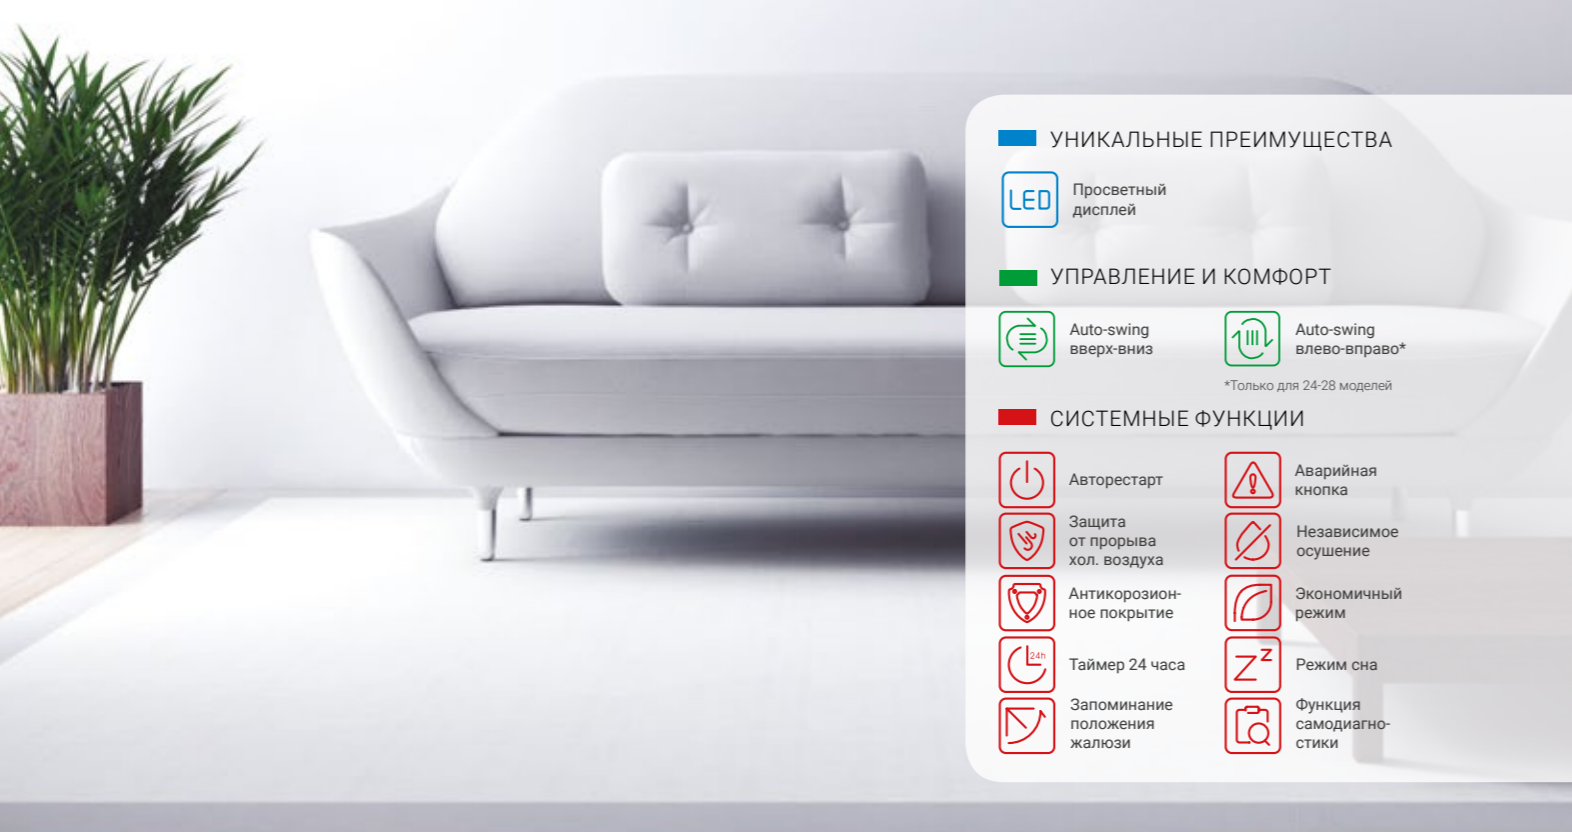 УНИКАЛЬНЫЕ ПРЕИМУЩЕСТВА
LED
Просветный
дисплей
УПРАВЛЕНИЕ И КОМФОРТ
Auto-swing
вверх-вниз
Auto-swing
влево-вправо*
*Только для 24-28 моделей
СИСТЕМНЫЕ ФУНКЦИИ
Авторестарт
Аварийная
кнопка
Защита
от прорыва
хол. воздуха
Независимое
осушение
Антикорозион-
ное покрытие
Экономичный
режим
24h
Таймер 24 часа
Zz
Режим сна
Запоминание
положения
жалюзи
Функция
самодиагно-
стики